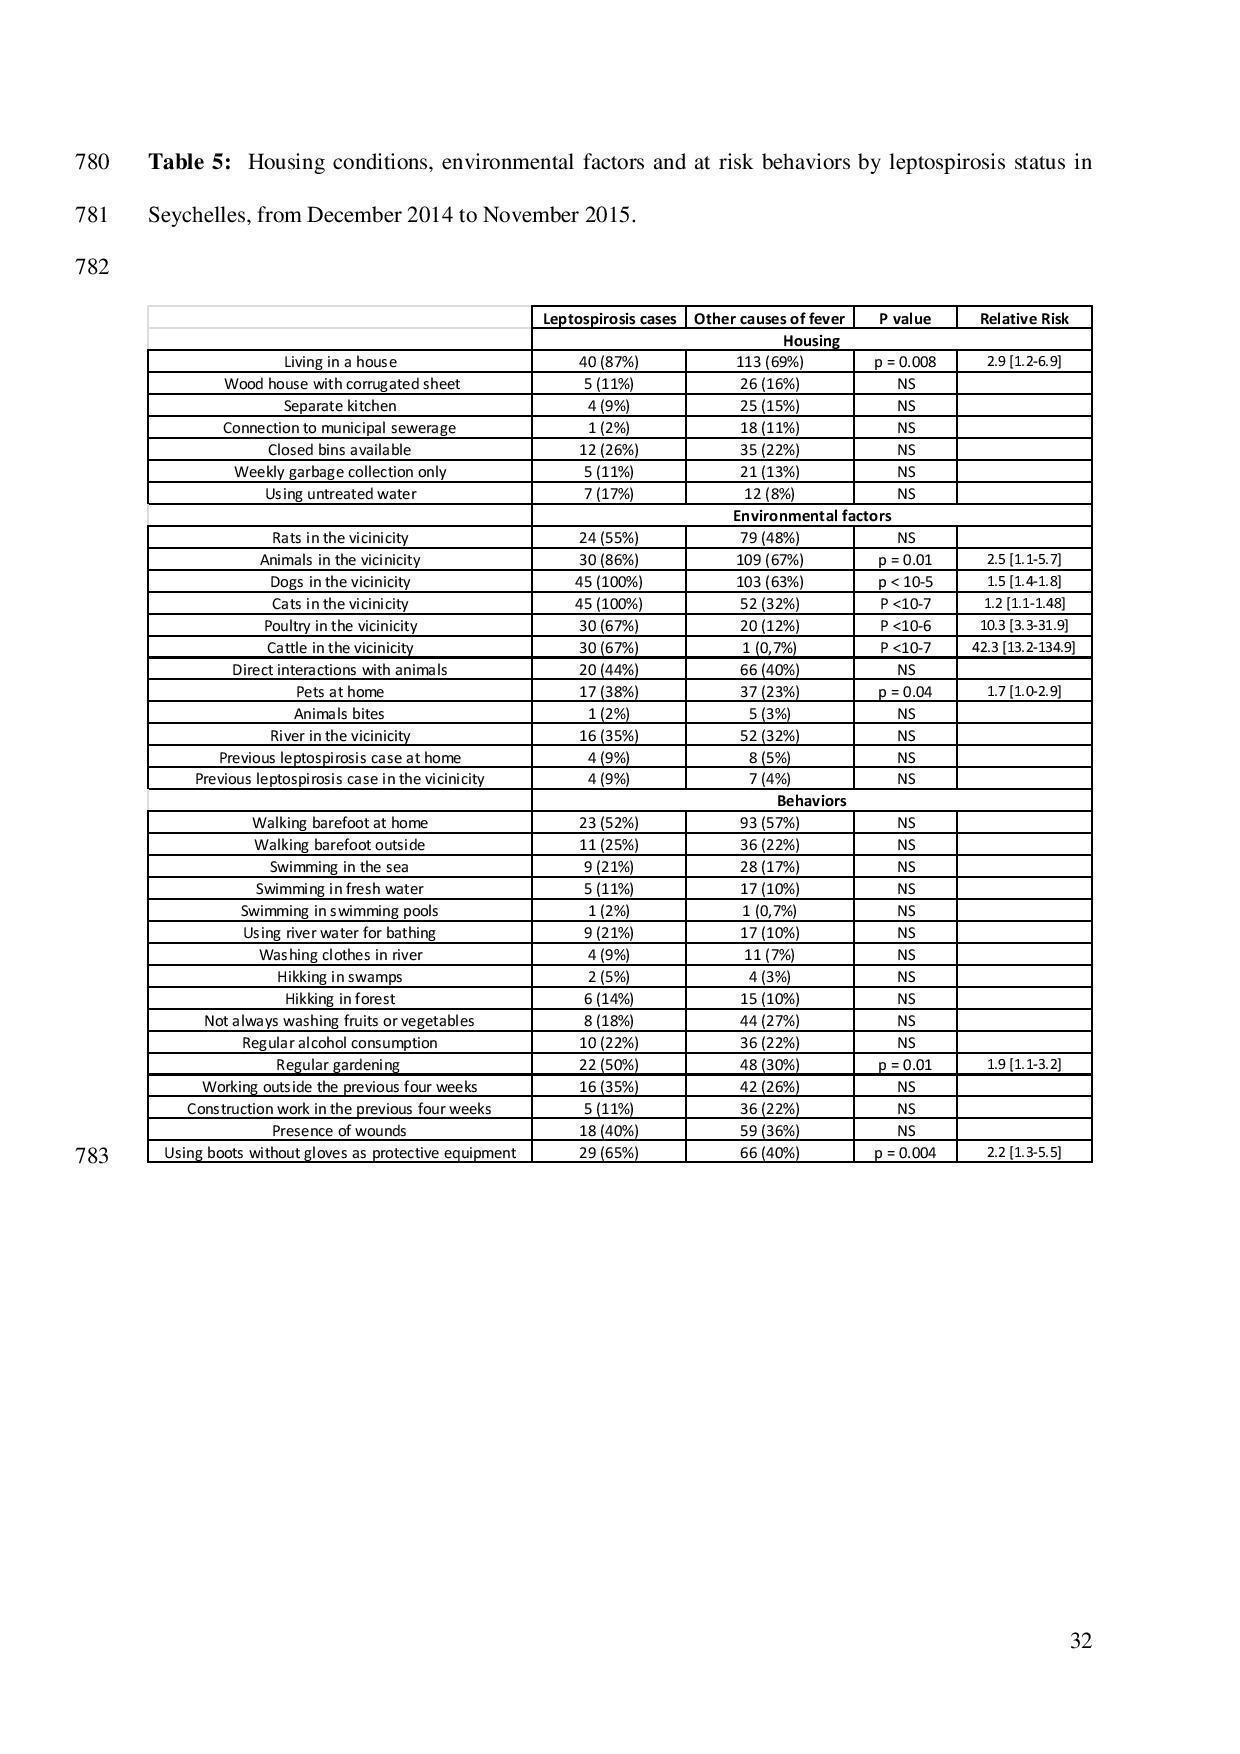 780 Table 5: Housing conditions, environmental factors and at risk behaviors by leptospirosis status in
781 Seychelles, from December 2014 to November 2015.
782
Leptospirosis cases Other causes of fever P value Relative Risk
Housing
Living in a house 40 (87%) 113 (69%) p = 0.008 2.9 [1.2-6.9]
Wood house with corrugated sheet 5 (11%) 26 (16%) NS
Separate kitchen 4 (9%) 25 (15%) NS
Connection to municipal sewerage 1 (2%) 18 (11%) NS
Closed bins available 12 (26%) 35 (22%) NS
Weekly garbage collection only 5 (11%) 21 (13%) NS
Using untreated water 7 (17%) 12 (8%) NS
Environmental factors
Rats in the vicinicity 24 (55%) 79 (48%) NS
Animals in the vicinicity 30 (86%) 109 (67%) p = 0.01 2.5 [1.1-5.7]
Dogs in the vicinicity 45 (100%) 103 (63%) p < 10-5 1.5 [1.4-1.8]
Cats in the vicinicity 45 (100%) 52 (32%) P <10-7 1.2 [1.1-1.48]
Poultry in the vicinicity 30 (67%) 20 (12%) P <10-6 10.3 [3.3-31.9]
Cattle in the vicinicity 30 (67%) 1 (0,7%) P <10-7 42.3 [13.2-134.9]
Direct interactions with animals 20 (44%) 66 (40%) NS
Pets at home 17 (38%) 37 (23%) p = 0.04 1.7 [1.0-2.9]
Animals bites 1 (2%) 5 (3%) NS
River in the vicinicity 16 (35%) 52 (32%) NS
Previous leptospirosis case at home 4 (9%) 8 (5%) NS
Previous leptospirosis case in the vicinicity 4 (9%) 7 (4%) NS
Behaviors
Walking barefoot at home 23 (52%) 93 (57%) NS
Walking barefoot outside 11 (25%) 36 (22%) NS
Swimming in the sea 9 (21%) 28 (17%) NS
Swimming in fresh water 5 (11%) 17 (10%) NS
Swimming in swimming pools 1 (2%) 1 (0,7%) NS
Using river water for bathing 9 (21%) 17 (10%) NS
Washing clothes in river 4 (9%) 11 (7%) NS
Hikking in swamps 2 (5%) 4 (3%) NS
Hikking in forest 6 (14%) 15 (10%) NS
Not always washing fruits or vegetables 8 (18%) 44 (27%) NS
Regular alcohol consumption 10 (22%) 36 (22%) NS
Regular gardening 22 (50%) 48 (30%) p = 0.01 1.9 [1.1-3.2]
Working outside the previous four weeks 16 (35%) 42 (26%) NS
Construction work in the previous four weeks 5 (11%) 36 (22%) NS
Presence of wounds 18 (40%) 59 (36%) NS
783 Using boots without gloves as protective equipment 29 (65%) 66 (40%) p = 0.004 2.2 [1.3-5.5]
32